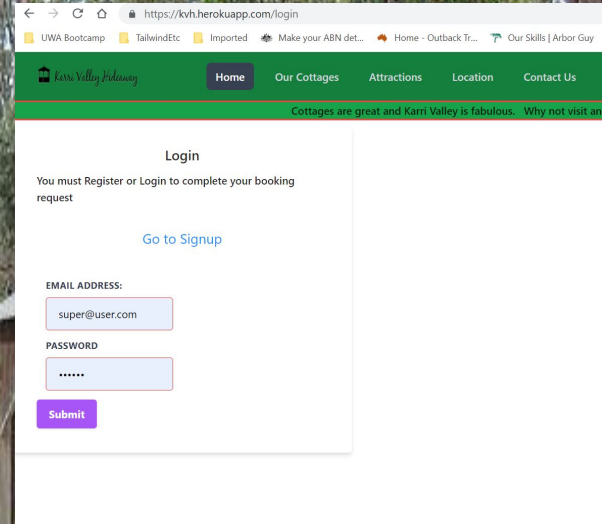 https://kvh.herokuapp.com/login
UWA Bootcamp TailwindEtc Imported Make your ABN det... Home - Outback Tr... Our Skills | Arbor Guy
Karri Valley Hideaway Home Our Cottages Attractions Location Contact Us
Cottages are great and Karri Valley is fabulous. Why not visit an
Login
You must Register or Login to complete your booking
request
Go to Signup
EMAIL ADDRESS:
super@user.com
PASSWORD
••••••
Submit